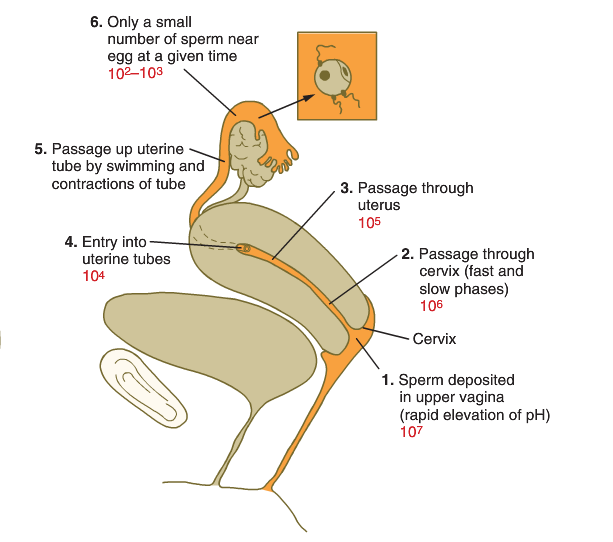 6. Only a small
number of sperm near
egg at a given time
10²–10³
5. Passage up uterine
tube by swimming and
contractions of tube
3. Passage through
uterus
10⁵
4. Entry into
uterine tubes
10⁴
2. Passage through
cervix (fast and
slow phases)
10⁶
Cervix
1. Sperm deposited
in upper vagina
(rapid elevation of pH)
10⁷